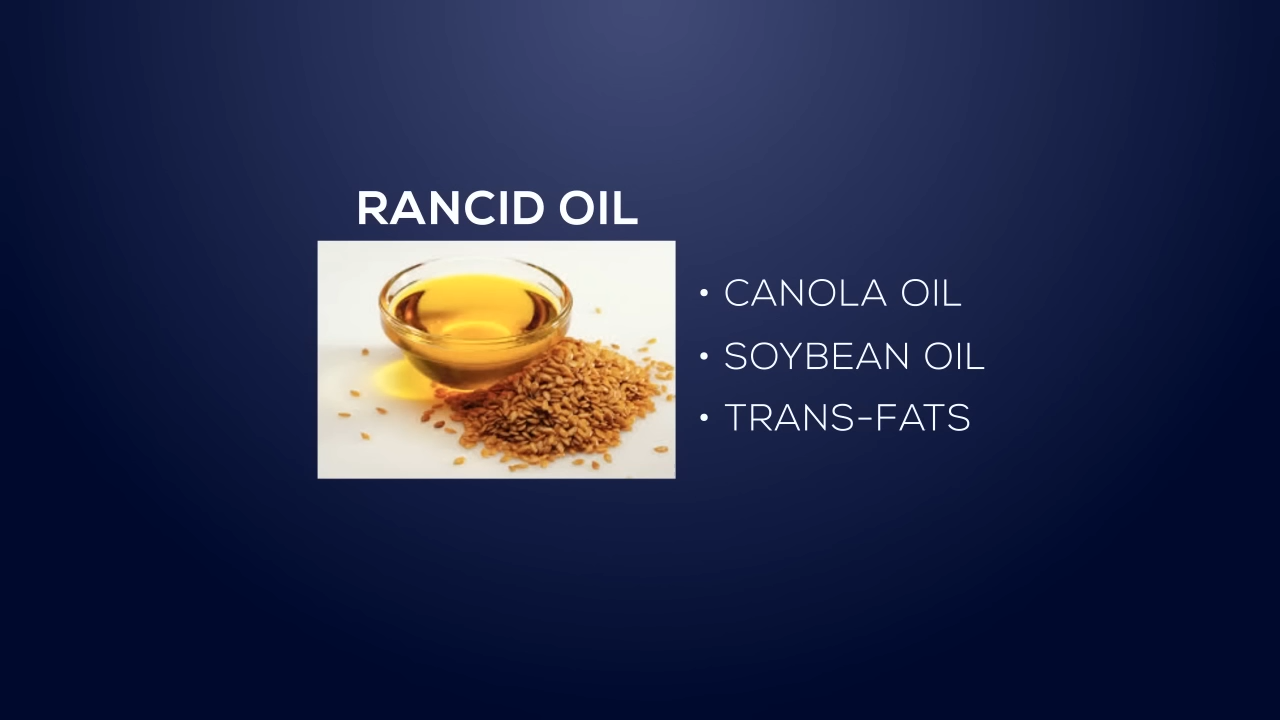 RANCID OIL
• CANOLA OIL
• SOYBEAN OIL
• TRANS-FATS